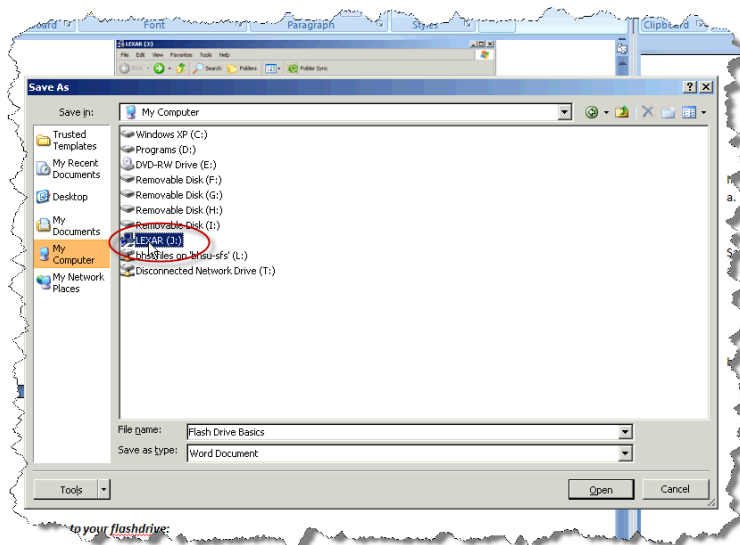 Font Paragraph Styles Clipboard
LEXAR (J:)
File Edit View Favorites Tools Help
Search Folders Folder Sync
Save As
Save in: My Computer
Trusted Templates
My Recent Documents
Desktop
My Documents
My Computer
My Network Places
Windows XP (C:)
Programs (D:)
DVD-RW Drive (E:)
Removable Disk (F:)
Removable Disk (G:)
Removable Disk (H:)
Removable Disk (I:)
LEXAR (J:)
on 'bhsu-sfs' (L:)
Disconnected Network Drive (T:)
File name: Flash Drive Basics
Save as type: Word Document
Tools Open Cancel
a.
to your flashdrive: